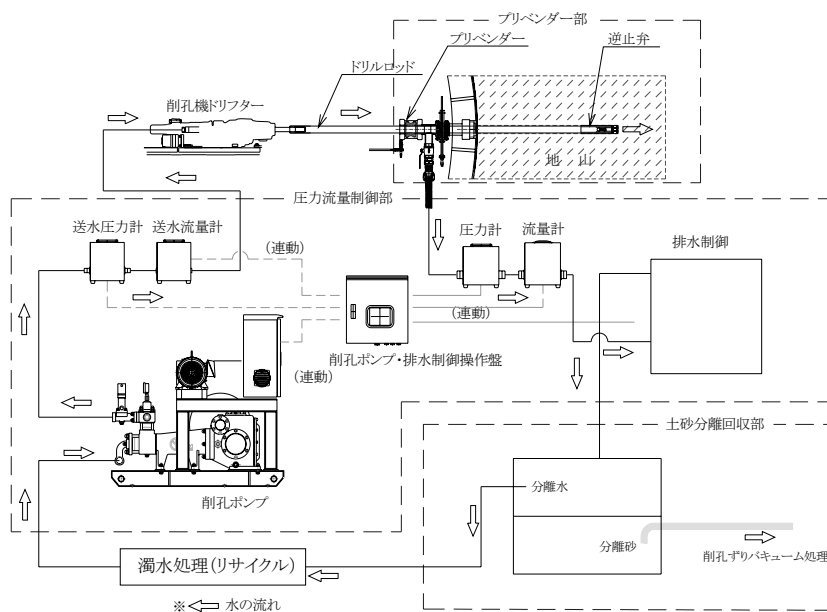 プリベンダー部
プリベンダー
逆止弁
ドリルロッド
削孔機ドリフター
地 山
圧力流量制御部
送水圧力計
送水流量計
圧力計
流量計
排水制御
(連動)
(連動)
削孔ポンプ・排水制御操作盤
(連動)
土砂分離回収部
分離水
削孔ポンプ
分離砂
削孔ずりバキューム処理
濁水処理(リサイクル)
※ 水の流れ